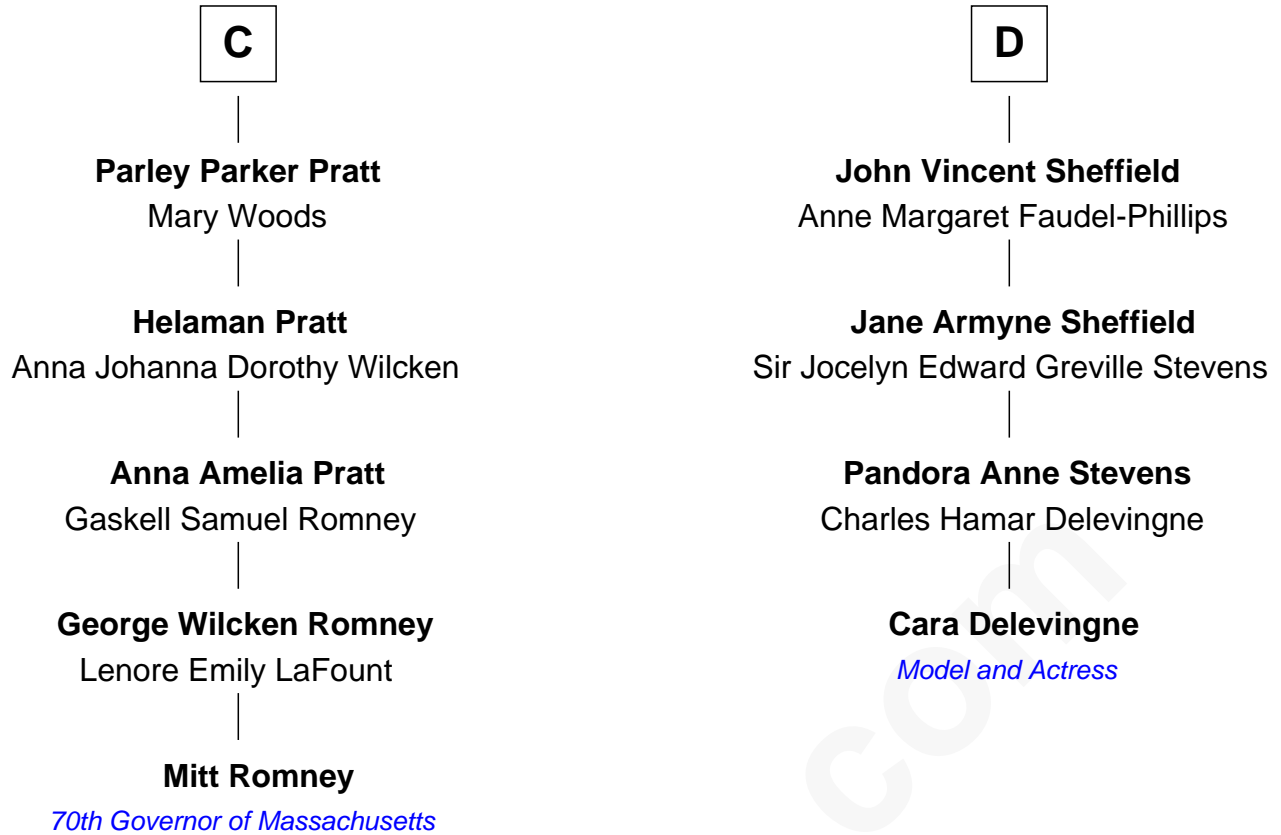 C
Parley Parker Pratt
Mary Woods
Helaman Pratt
Anna Johanna Dorothy Wilcken
Anna Amelia Pratt
Gaskell Samuel Romney
George Wilcken Romney
Lenore Emily LaFount
Mitt Romney
70th Governor of Massachusetts
D
John Vincent Sheffield
Anne Margaret Faudel-Phillips
Jane Armyne Sheffield
Sir Jocelyn Edward Greville Stevens
Pandora Anne Stevens
Charles Hamar Delevingne
Cara Delevingne
Model and Actress
com